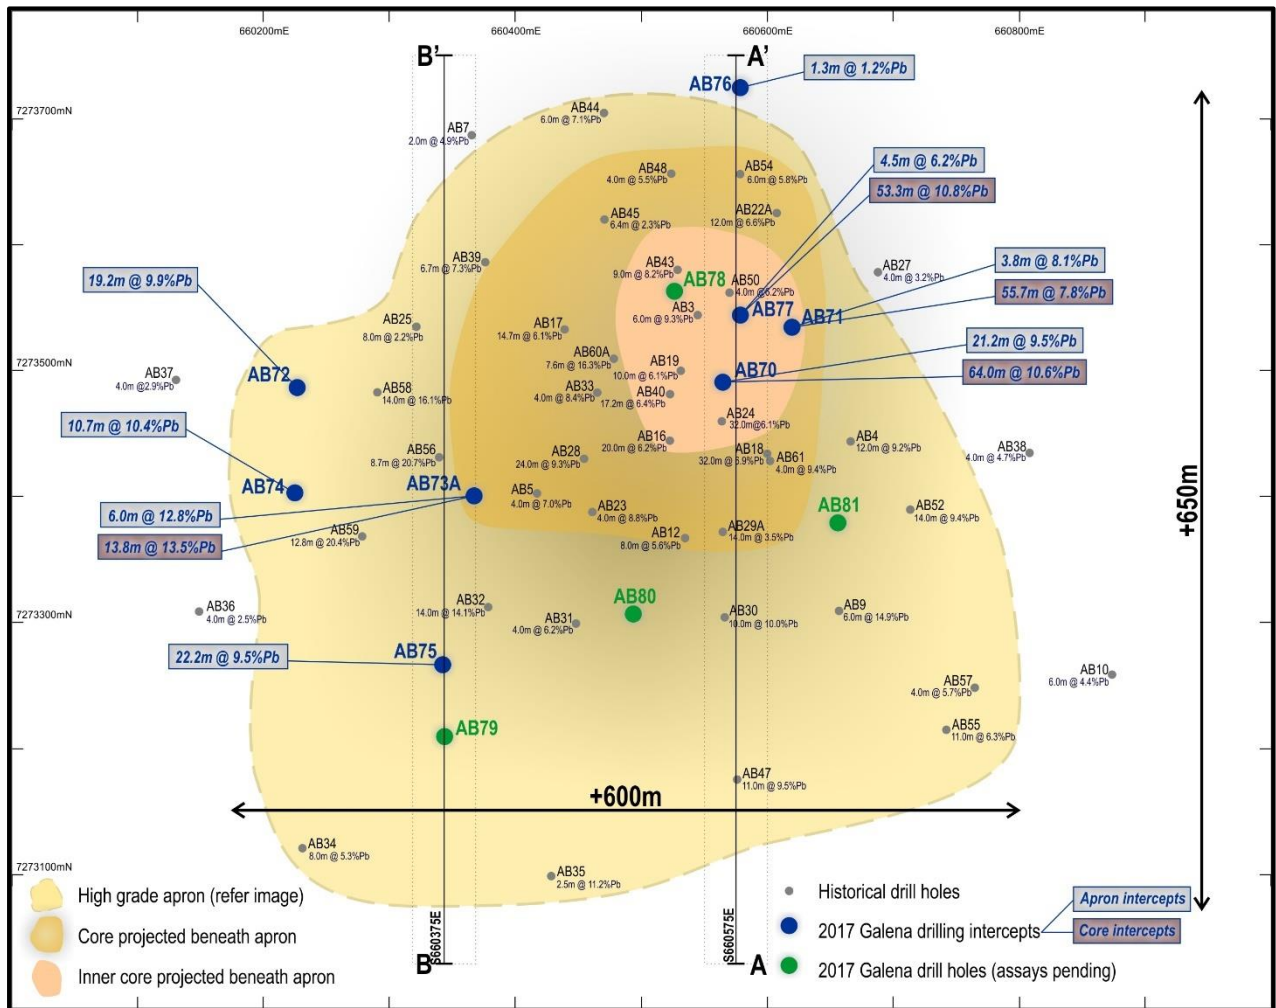 660200mE
660400mE
660600mE
660800mE
B'
A'
AB76
1.3m @ 1.2%Pb
7273700mN
AB44
6.0m @ 7.1%Pb
AB7
2.0m @ 4.9%Pb
4.5m @ 6.2%Pb
53.3m @ 10.8%Pb
AB48
4.0m @ 5.5%Pb
AB54
6.0m @ 5.8%Pb
AB45
6.4m @ 2.3%Pb
AB22A
12.0m @ 6.6%Pb
AB39
6.7m @ 7.3%Pb
AB43
9.0m @ 8.2%Pb
AB78
AB50
4.0m @ 6.2%Pb
AB27
4.0m @ 3.2%Pb
3.8m @ 8.1%Pb
55.7m @ 7.8%Pb
19.2m @ 9.9%Pb
AB25
8.0m @ 2.2%Pb
AB17
14.7m @ 6.1%Pb
AB3
6.0m @ 9.3%Pb
AB77
AB71
21.2m @ 9.5%Pb
64.0m @ 10.6%Pb
7273500mN
AB37
4.0m @2.9%Pb
AB72
AB58
14.0m @ 16.1%Pb
AB60A
7.6m @ 16.3%Pb
AB19
10.0m @ 6.1%Pb
AB70
AB33
4.0m @ 8.4%Pb
AB40
17.2m @ 6.4%Pb
AB24
32.0m@6.1%Pb
10.7m @ 10.4%Pb
AB56
8.7m @ 20.7%Pb
AB28
24.0m @ 9.3%Pb
AB16
20.0m @ 6.2%Pb
AB18
32.0m @ 6.9%Pb
AB61
4.0m @ 9.4%Pb
AB4
12.0m @ 9.2%Pb
AB38
4.0m @ 4.7%Pb
AB74
AB73A
AB5
4.0m @ 7.0%Pb
AB23
4.0m @ 8.8%Pb
AB81
AB52
14.0m @ 9.4%Pb
6.0m @ 12.8%Pb
13.8m @ 13.5%Pb
AB59
12.8m @ 20.4%Pb
AB12
8.0m @ 5.6%Pb
AB29A
14.0m @ 3.5%Pb
+650m
AB36
4.0m @ 2.5%Pb
AB32
14.0m @ 14.1%Pb
AB31
4.0m @ 6.2%Pb
AB80
AB30
10.0m @ 10.0%Pb
AB9
6.0m @ 14.9%Pb
7273300mN
22.2m @ 9.5%Pb
AB75
AB57
4.0m @ 5.7%Pb
AB10
6.0m @ 4.4%Pb
AB79
AB55
11.0m @ 6.3%Pb
AB47
11.0m @ 9.5%Pb
+600m
AB34
8.0m @ 5.3%Pb
AB35
2.5m @ 11.2%Pb
7273100mN
High grade apron (refer image)
Core projected beneath apron
Inner core projected beneath apron
S660375E
B
S660575E
A
Historical drill holes
2017 Galena drilling intercepts
Apron intercepts
Core intercepts
2017 Galena drill holes (assays pending)